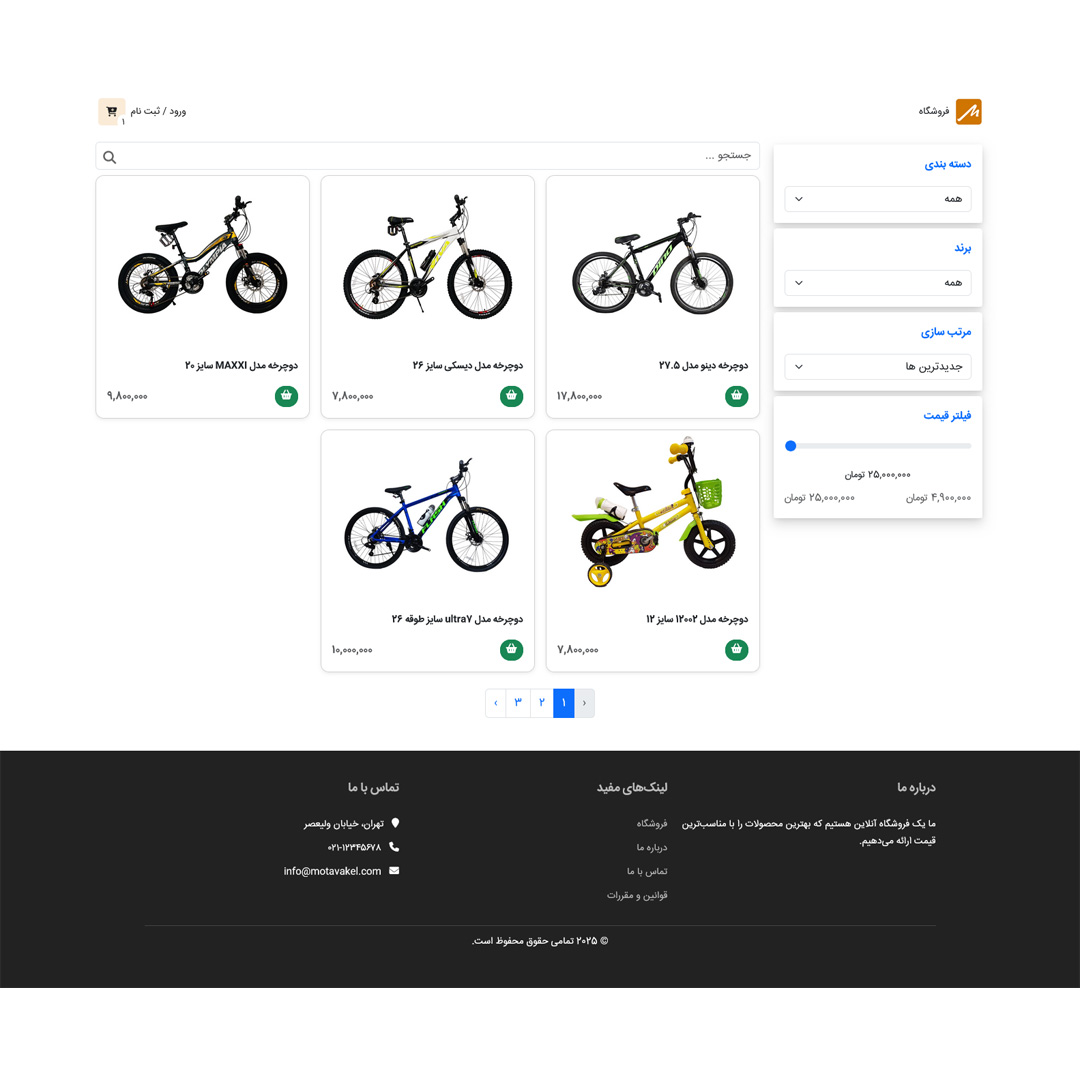 فروشگاه
ورود / ثبت نام
۱
دسته بندی
همه
برند
همه
مرتب سازی
جدیدترین ها
فیلتر قیمت
۲۵,۰۰۰,۰۰۰ تومان
۴,۹۰۰,۰۰۰ تومان
۲۵,۰۰۰,۰۰۰ تومان
جستجو ...
دوچرخه دینو مدل ۲۷.۵
۱۷,۸۰۰,۰۰۰
دوچرخه مدل دیسکی سایز ۲۶
۷,۸۰۰,۰۰۰
دوچرخه مدل MAXXI سایز ۲۰
۹,۸۰۰,۰۰۰
دوچرخه مدل ۱۲۰۰۲ سایز ۱۲
۷,۸۰۰,۰۰۰
دوچرخه مدل ultra۷ سایز طوقه ۲۶
۱۰,۰۰۰,۰۰۰
‹ ۱ ۲ ۳ ›
درباره ما
ما یک فروشگاه آنلاین هستیم که بهترین محصولات را با مناسب‌ترین
قیمت ارائه می‌دهیم.
لینک‌های مفید
فروشگاه
درباره ما
تماس با ما
قوانین و مقررات
تماس با ما
تهران، خیابان ولیعصر
۰۲۱-۱۲۳۴۵۶۷۸
info@motavakel.com
© ۲۰۲۵ تمامی حقوق محفوظ است.